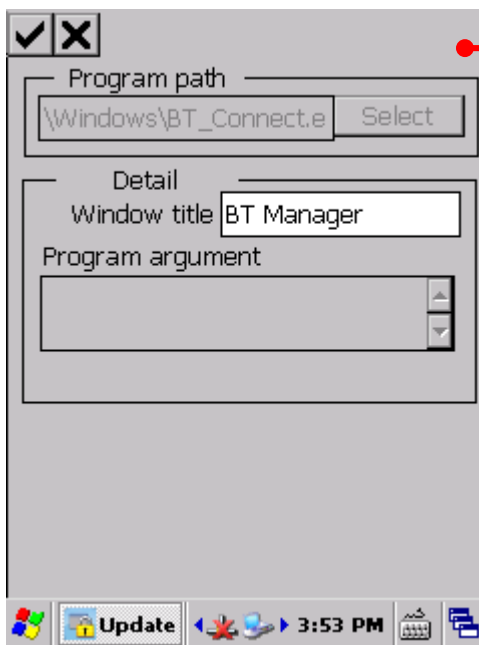 Program path
\Windows\BT_Connect.e Select
Detail
Window title BT Manager
Program argument
Update 3:53 PM